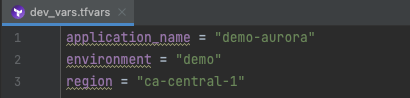 dev_vars.tfvars ×
1 application_name = "demo-aurora"
2 environment = "demo"
3 region = "ca-central-1"